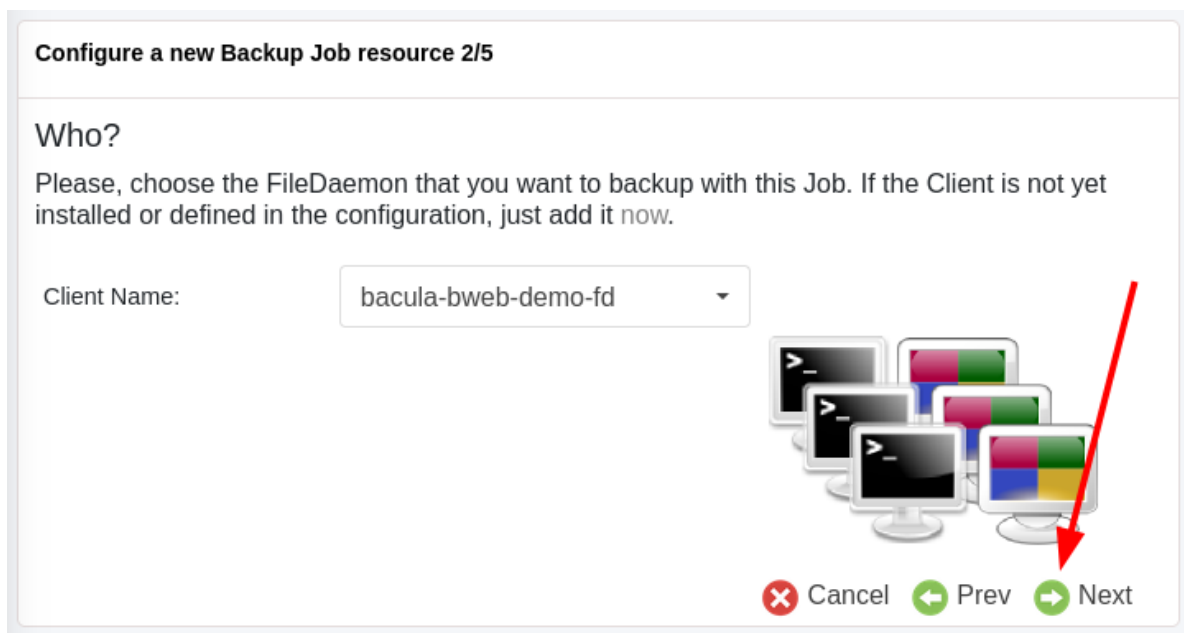 Configure a new Backup Job resource 2/5
Who?
Please, choose the FileDaemon that you want to backup with this Job. If the Client is not yet
installed or defined in the configuration, just add it now.
Client Name: bacula-bweb-demo-fd
>_
>_
>_
Cancel Prev Next